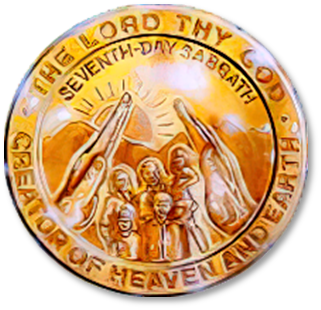 THE LORD THY GOD
SEVENTH-DAY SABBATH
CREATOR OF HEAVEN AND EARTH